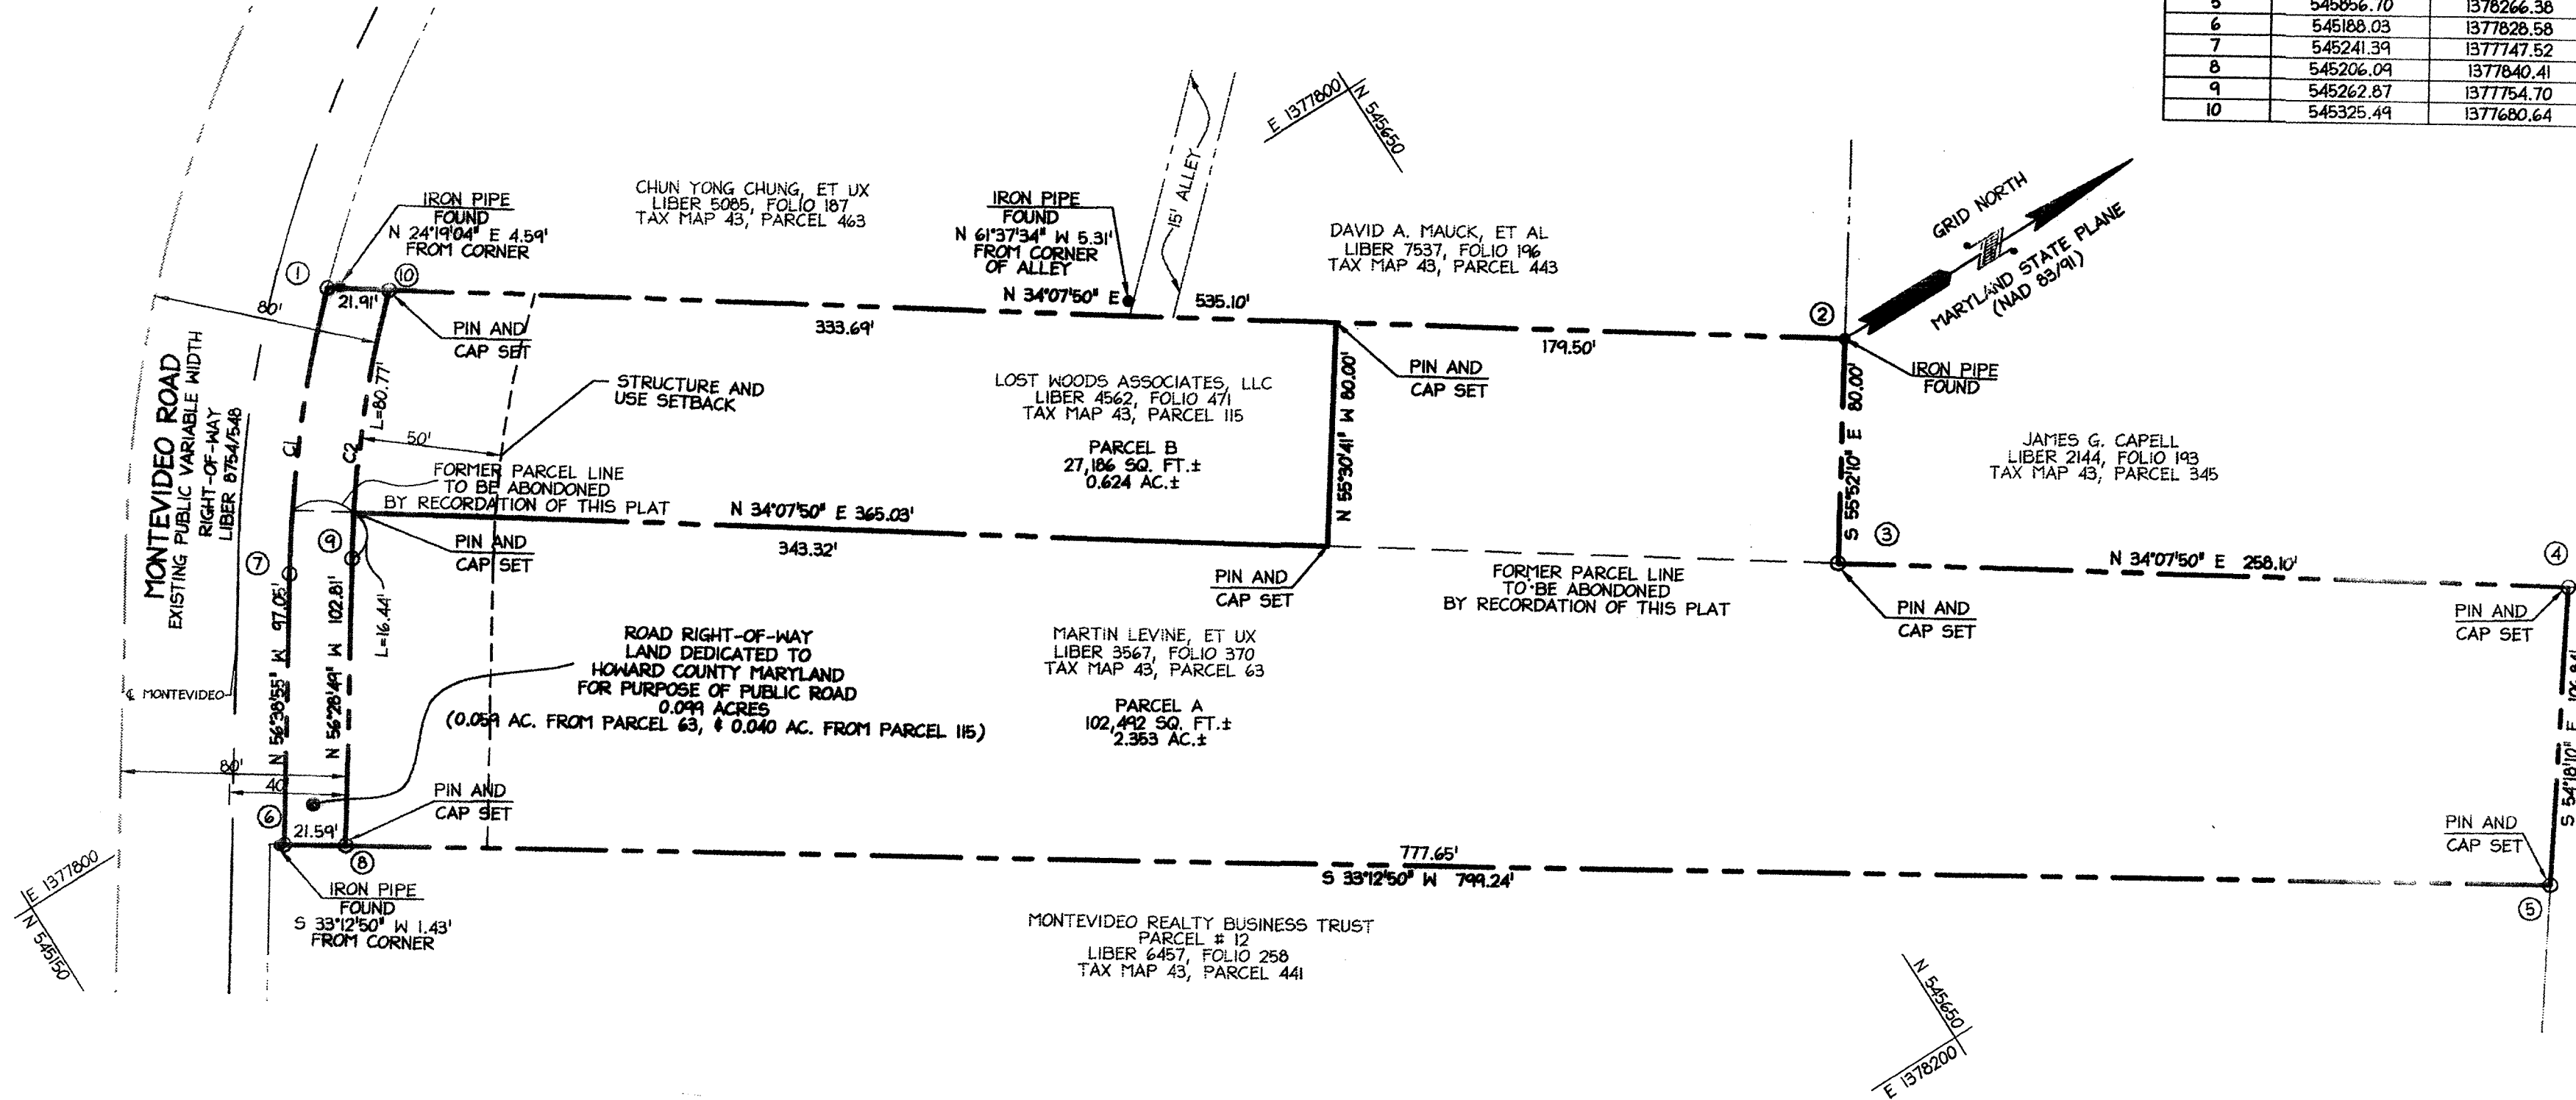 5 545856.70 1378266.38
6 545188.03 1377828.58
7 545241.39 1377747.52
8 545206.09 1377840.41
9 545262.87 1377754.70
10 545325.49 1377680.64
E 1377800
N 545650
GRID NORTH
MARYLAND STATE PLANE
(NAD 83/91)
IRON PIPE
FOUND
N 24°19'04" E 4.59'
FROM CORNER
CHUN YONG CHUNG, ET UX
LIBER 5085, FOLIO 187
TAX MAP 43, PARCEL 463
IRON PIPE
FOUND
N 61°37'34" W 5.31'
FROM CORNER
OF ALLEY
15' ALLEY
DAVID A. MAUCK, ET AL
LIBER 7537, FOLIO 196
TAX MAP 43, PARCEL 443
1
10
21.91'
80'
PIN AND
CAP SET
N 34°07'50" E
535.10'
333.69'
2
179.50'
IRON PIPE
FOUND
PIN AND
CAP SET
MONTEVIDEO ROAD
EXISTING PUBLIC VARIABLE WIDTH
RIGHT-OF-WAY
LIBER 8754/548
L=80.77'
C1
C2
50'
STRUCTURE AND
USE SETBACK
LOST WOODS ASSOCIATES, LLC
LIBER 4562, FOLIO 471
TAX MAP 43, PARCEL 115
PARCEL B
27,186 SQ. FT.±
0.624 AC.±
N 55°30'41" W 80.00'
S 55°52'10" E 80.00'
JAMES G. CAPELL
LIBER 2144, FOLIO 193
TAX MAP 43, PARCEL 345
FORMER PARCEL LINE
TO BE ABONDONED
BY RECORDATION OF THIS PLAT
N 34°07'50" E 365.03'
343.32'
PIN AND
CAP SET
7
9
L=16.44'
PIN AND
CAP SET
FORMER PARCEL LINE
TO BE ABONDONED
BY RECORDATION OF THIS PLAT
3
PIN AND
CAP SET
N 34°07'50" E 258.10'
4
PIN AND
CAP SET
N 56°38'55" W 97.05'
N 56°28'49" W 102.81'
ROAD RIGHT-OF-WAY
LAND DEDICATED TO
HOWARD COUNTY MARYLAND
FOR PURPOSE OF PUBLIC ROAD
0.099 ACRES
(0.059 AC. FROM PARCEL 63, & 0.040 AC. FROM PARCEL 115)
MARTIN LEVINE, ET UX
LIBER 3567, FOLIO 370
TAX MAP 43, PARCEL 63
PARCEL A
102,492 SQ. FT.±
2.353 AC.±
S 54°18'10" E 106.84'
℄ MONTEVIDEO
80'
40'
6
21.59'
8
PIN AND
CAP SET
PIN AND
CAP SET
5
777.65'
S 33°12'50" W 799.24'
IRON PIPE
FOUND
S 33°12'50" W 1.43'
FROM CORNER
MONTEVIDEO REALTY BUSINESS TRUST
PARCEL # 12
LIBER 6457, FOLIO 258
TAX MAP 43, PARCEL 441
E 1377800
N 545150
N 545650
E 1378200